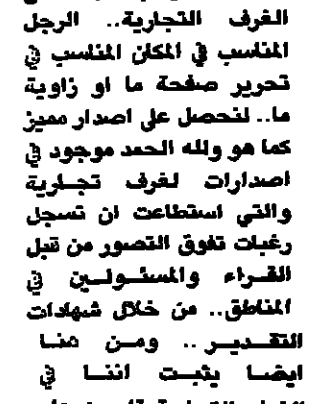 الغرف التجارية.. الرجل
المناسب في المكان المناسب في
تحرير صفحة ما او زاوية
ما.. لنحصل على اصدار مميز
كما هو ولله الحمد موجود في
اصدارات لغرف تجارية
والتي استطاعت ان تسجل
رغبات تفوق التصور من قبل
القراء والمسئولين في
المناطق.. من خلال شهادات
التقدير .. ومن هنا
ايضا يثبت اننا في